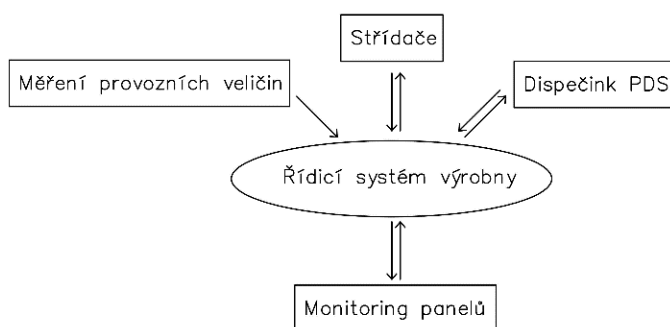 Střídače
Měření provozních veličin
Dispečink PDS
Řídicí systém výrobny
Monitoring panelů